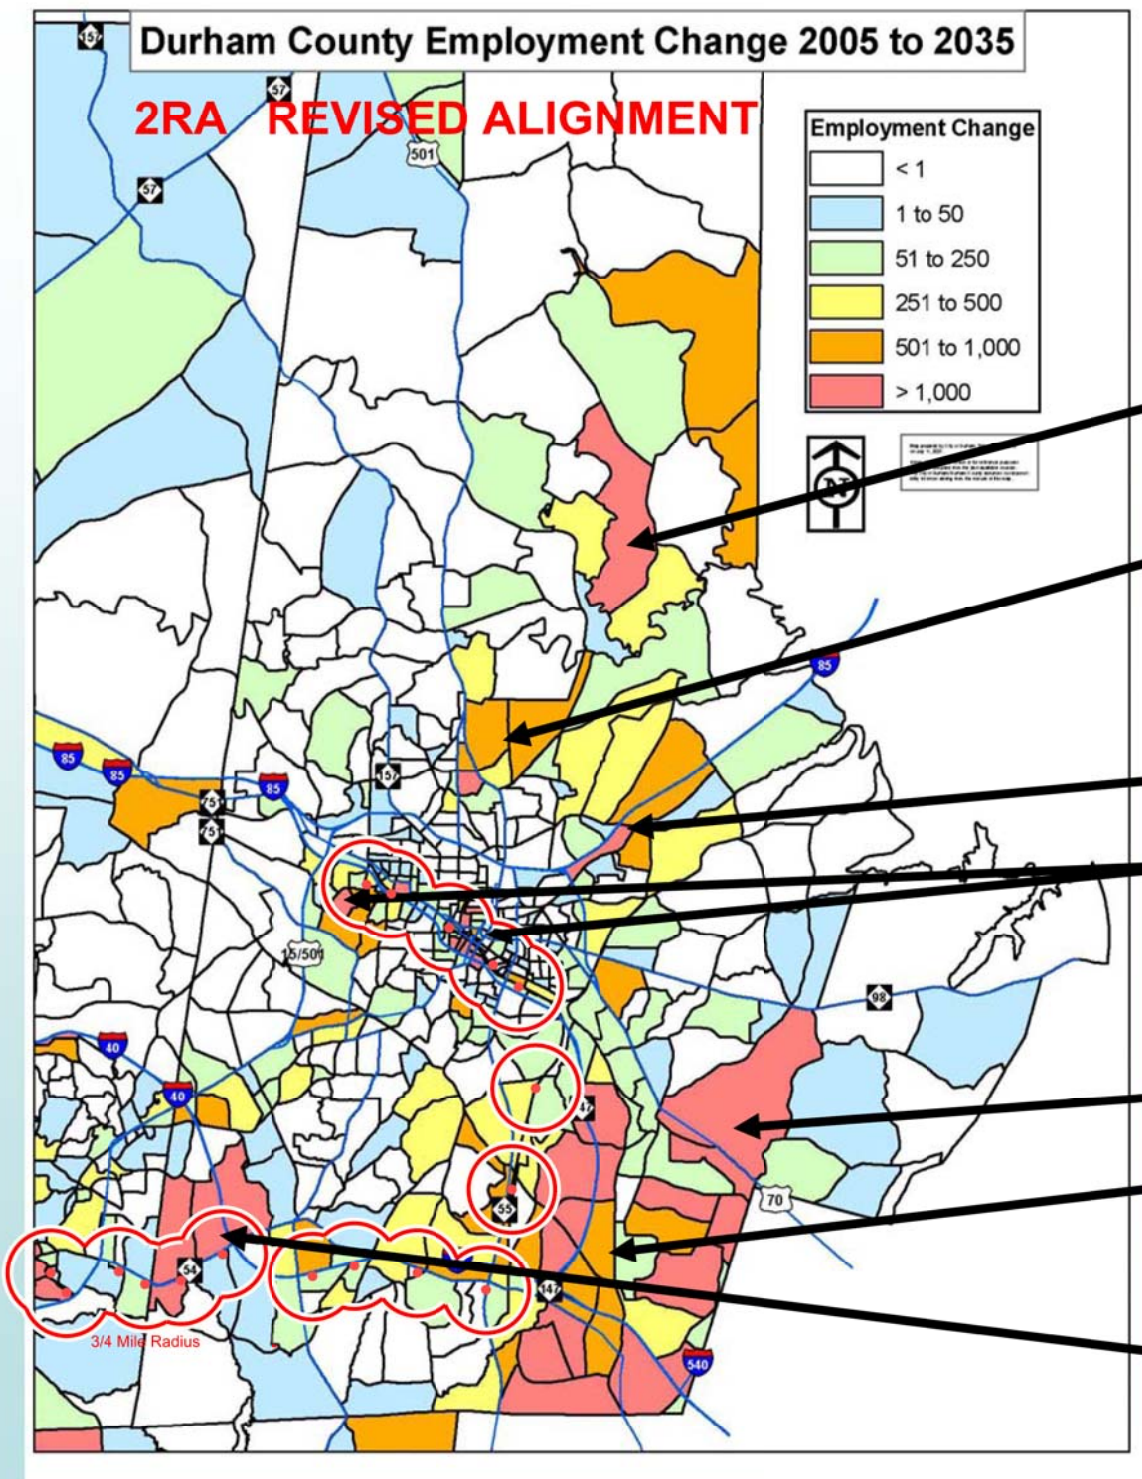 Durham County Employment Change 2005 to 2035
2RA REVISED ALIGNMENT
Employment Change
< 1
1 to 50
51 to 250
251 to 500
501 to 1,000
> 1,000
N
157
57
501
57
85
85
85
157
85
751
751
15/501
98
40
40
147
70
55
54
147
540
3/4 Mile Radius